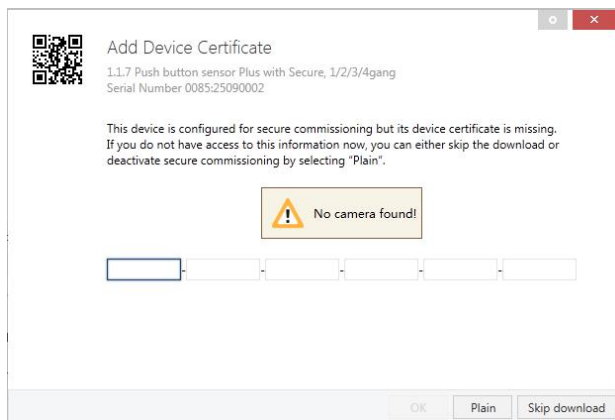 Add Device Certificate
1.1.7 Push button sensor Plus with Secure, 1/2/3/4gang
Serial Number 0085:25090002
This device is configured for secure commissioning but its device certificate is missing.
If you do not have access to this information now, you can either skip the download or
deactivate secure commissioning by selecting "Plain".
No camera found!
- - - - -
OK Plain Skip download